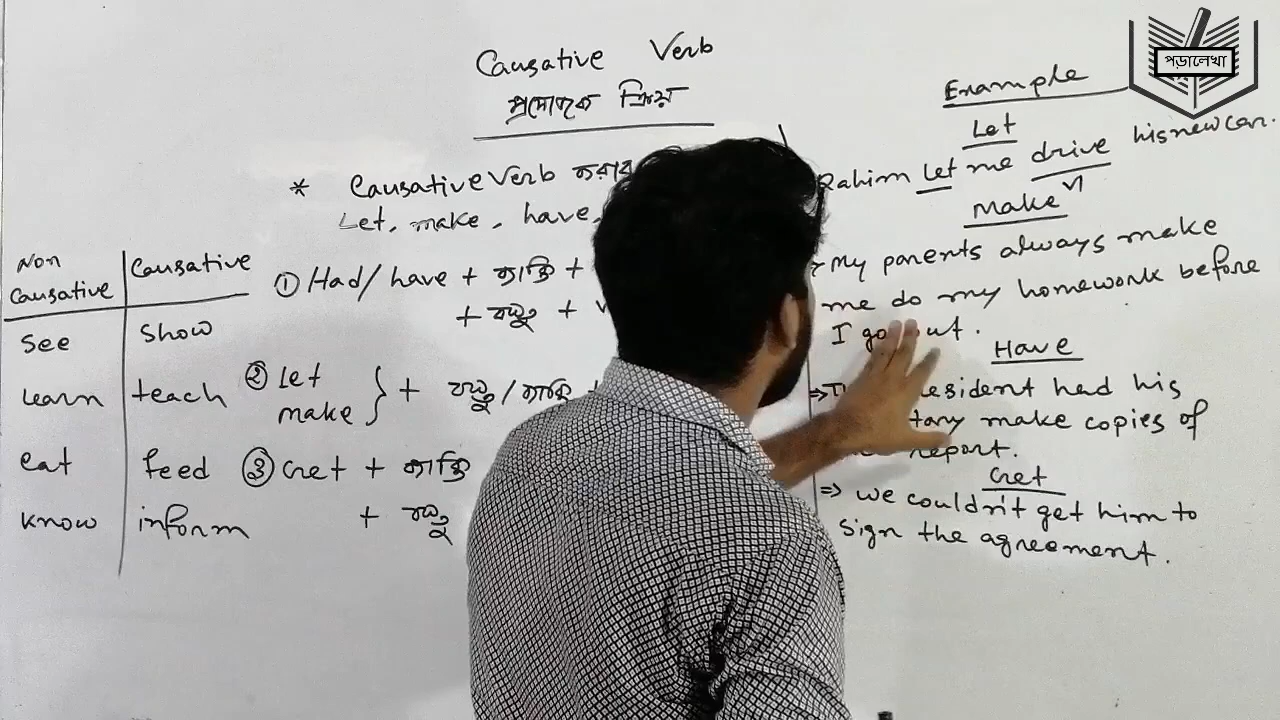 Causative Verb
প্রযোজক ক্রিয়া
* Causative Verb করার
Let, make, have,
Non Causative
Causative
see
show
learn
teach
eat
feed
know
inform
① Had/have + ব্যক্তি +
+ বস্তু + V
② Let
make } + বস্তু/ব্যক্তি +
③ Get + ব্যক্তি
+ বস্তু
পড়ালেখা
Example
Let
Rahim Let me drive his new car.
V1
Make
My parents always make
me do my homework before
I go out.
Have
⇒ resident had his
tary make copies of
report.
Get
⇒ we couldn't get him to
sign the agreement.